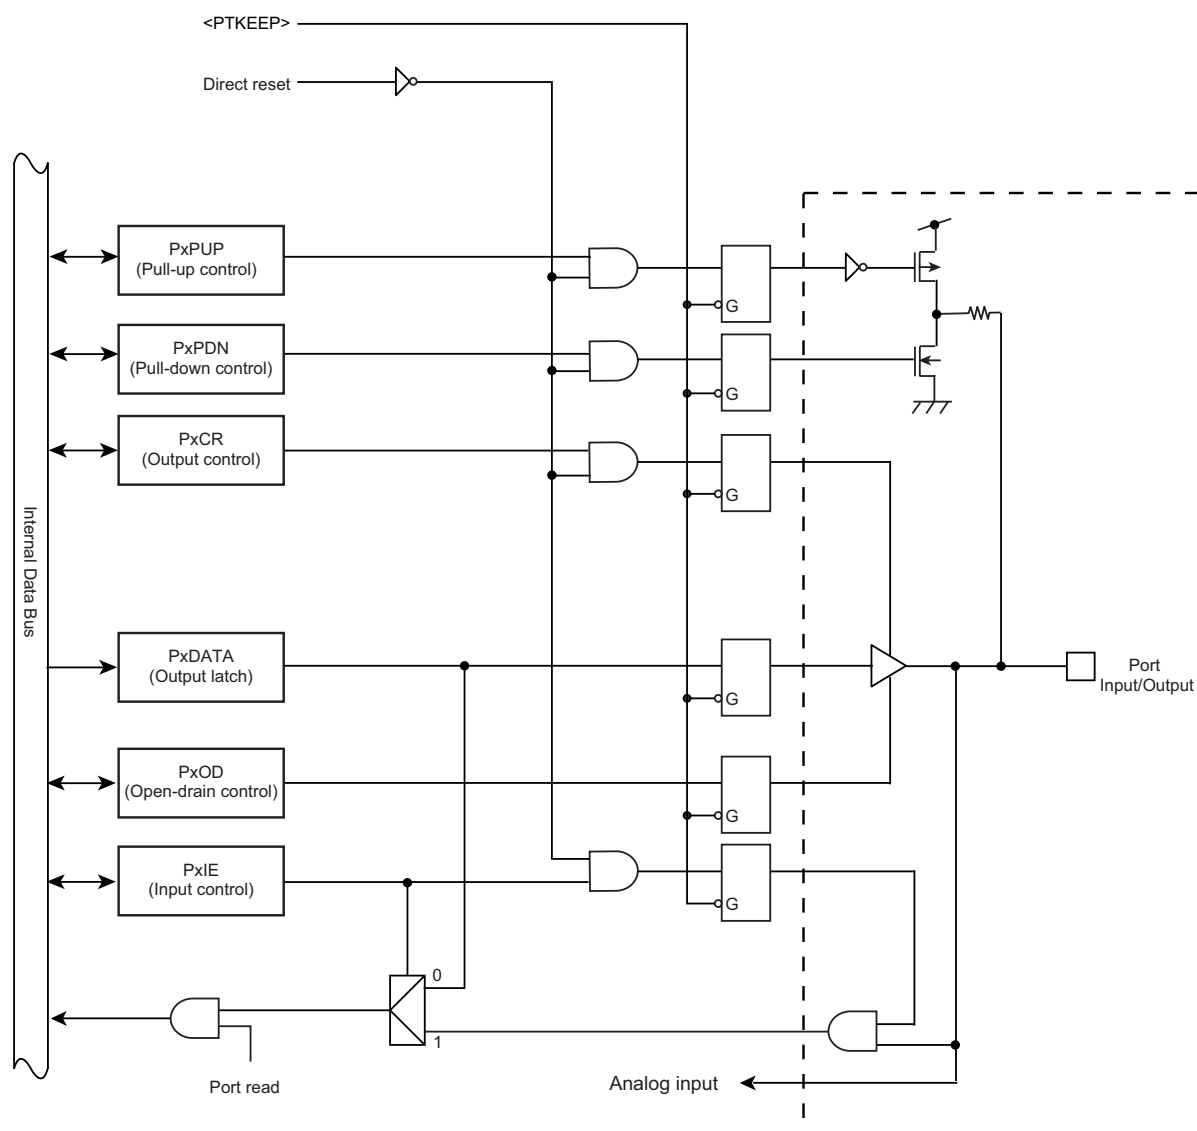 <PTKEEP>
Direct reset
PxPUP
(Pull-up control)
G
PxPDN
(Pull-down control)
G
PxCR
(Output control)
G
Internal Data Bus
PxDATA
(Output latch)
G
Port
Input/Output
PxOD
(Open-drain control)
G
PxIE
(Input control)
G
0
1
Port read
Analog input